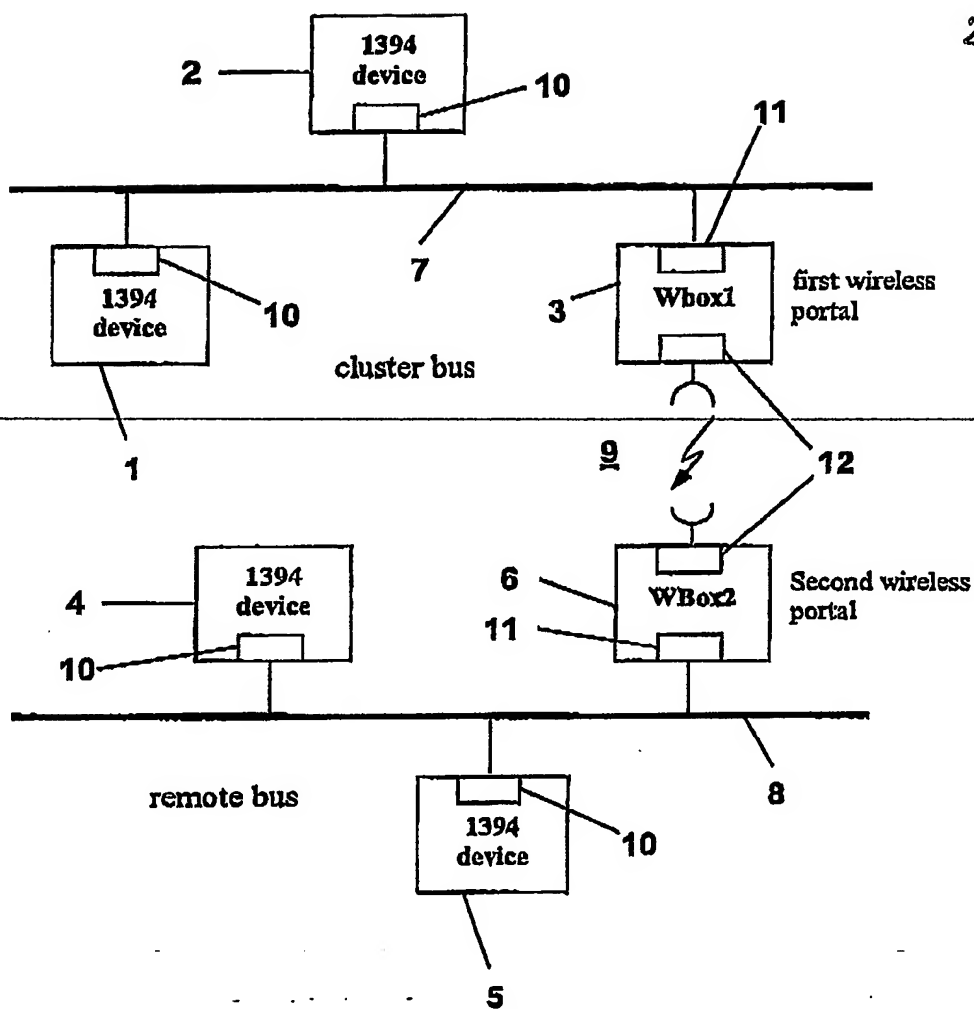 2
1394
device
2
10
11
7
1394
device
10
3
Wbox1
first wireless
portal
cluster bus
1
9
12
1394
device
4
10
6
WBox2
11
Second wireless
portal
remote bus
8
1394
device
10
5